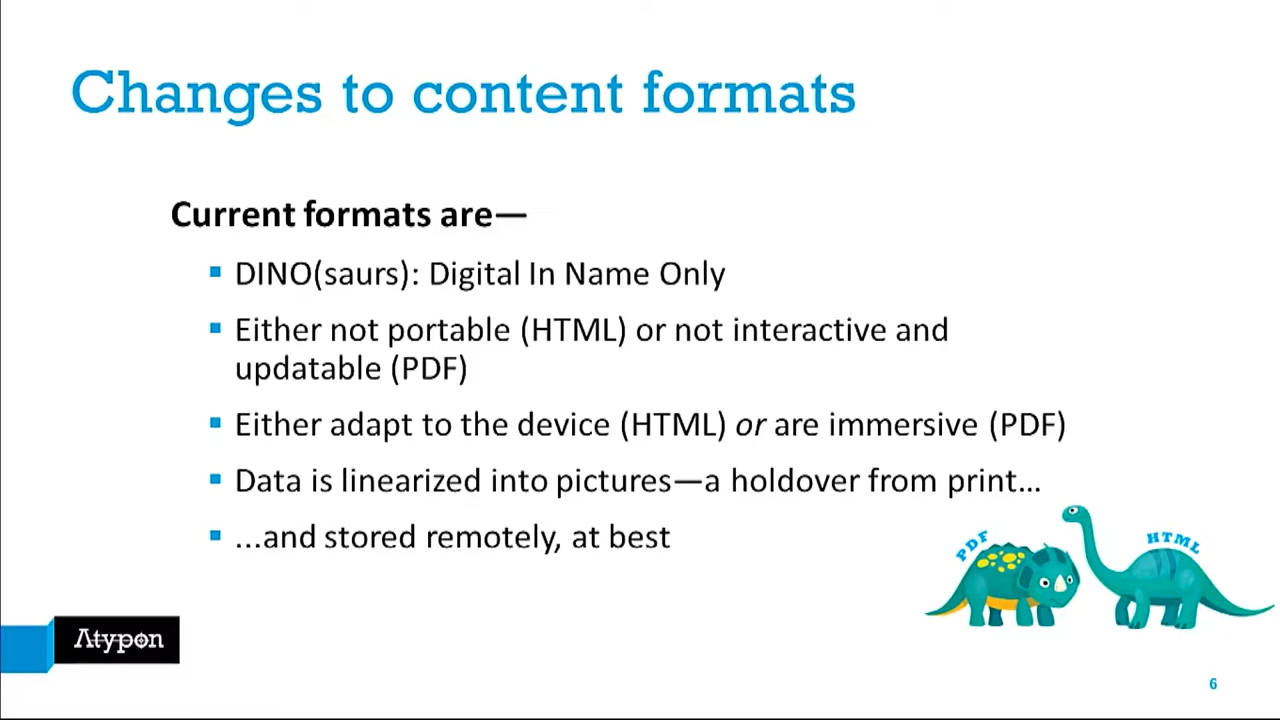 Changes to content formats
Current formats are—
DINO(saurs): Digital In Name Only
Either not portable (HTML) or not interactive and
updatable (PDF)
Either adapt to the device (HTML) or are immersive (PDF)
Data is linearized into pictures—a holdover from print…
...and stored remotely, at best
PDF
HTML
Atypon
6